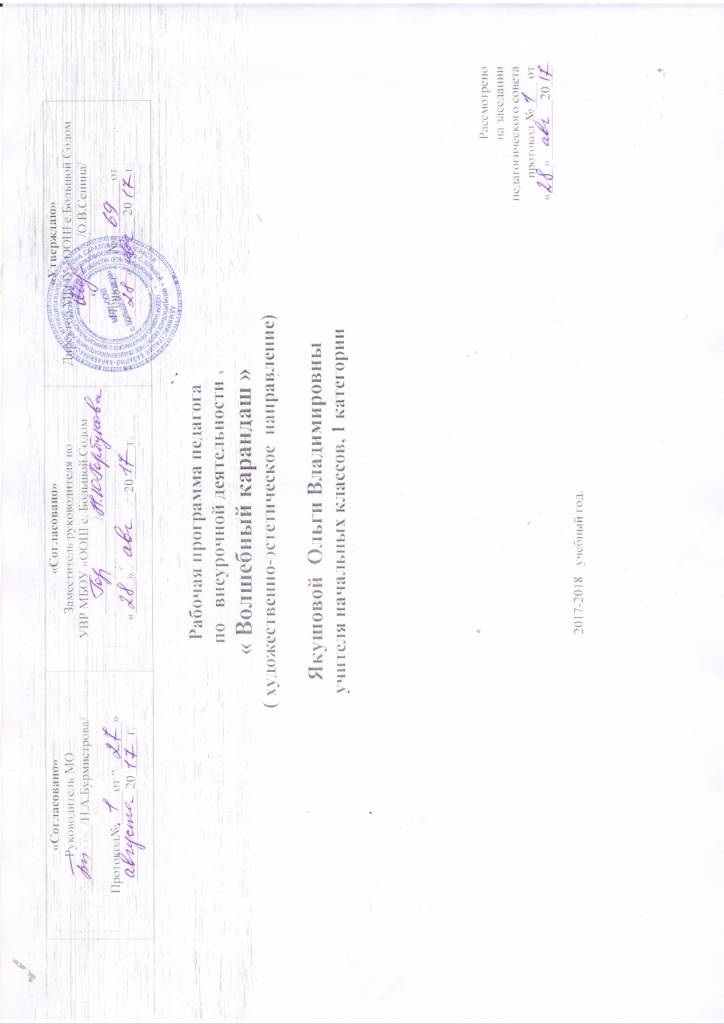 «Согласовано»
Руководитель МО
/Н.А.Бурмистрова/
Протокол№ 1 от " 27 »
августа 20 17 г.
«Согласовано»
Заместитель руководителя по
УВР МБОУ «ООШ с. Большой Содом
« 28 » авг 20 17 г.
«Утверждаю»
Директор МБОУ «ООШ с.Большой Содом
/О.В.Сенина/
Приказ 69 от
28 авг 20 17 г.
Рабочая программа педагога
по внеурочной деятельности
« Волшебный карандаш »
( художественно-эстетическое направление)
Якушовой Ольги Владимировны
учителя начальных классов, 1 категории
Рассмотрено
на заседании
педагогического совета
протокол № 1 от
« 28 » авг 20 17
2017-2018 учебный год.